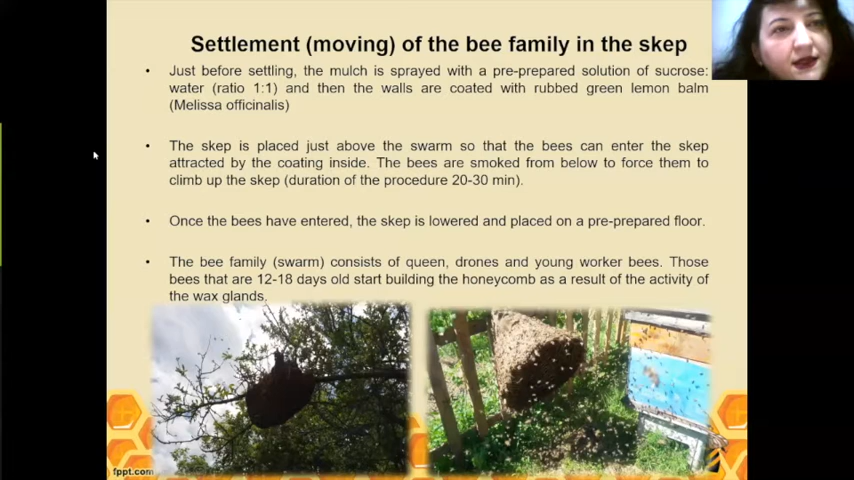 Settlement (moving) of the bee family in the skep
• Just before settling, the mulch is sprayed with a pre-prepared solution of sucrose:
water (ratio 1:1) and then the walls are coated with rubbed green lemon balm
(Melissa officinalis)
• The skep is placed just above the swarm so that the bees can enter the skep
attracted by the coating inside. The bees are smoked from below to force them to
climb up the skep (duration of the procedure 20-30 min).
• Once the bees have entered, the skep is lowered and placed on a pre-prepared floor.
• The bee family (swarm) consists of queen, drones and young worker bees. Those
bees that are 12-18 days old start building the honeycomb as a result of the activity of
the wax glands.
fppt.com